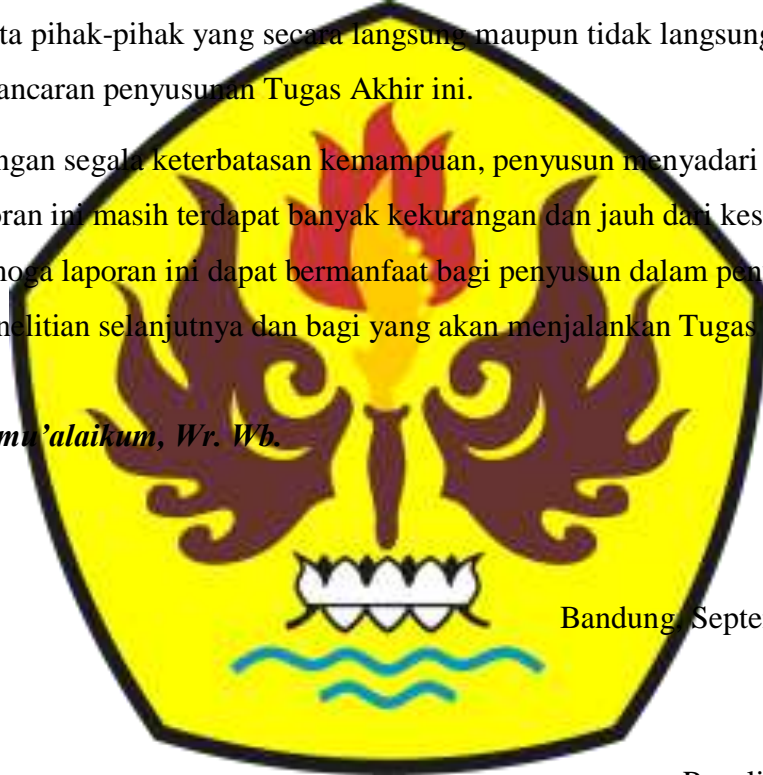 ta pihak-pihak yang secara langsung maupun tidak langsung
ancaran penyusunan Tugas Akhir ini.
ngan segala keterbatasan kemampuan, penyusun menyadari
oran ini masih terdapat banyak kekurangan dan jauh dari kes
noga laporan ini dapat bermanfaat bagi penyusun dalam pen
nelitian selanjutnya dan bagi yang akan menjalankan Tugas
mu’alaikum, Wr. Wb.
Bandung, Septe